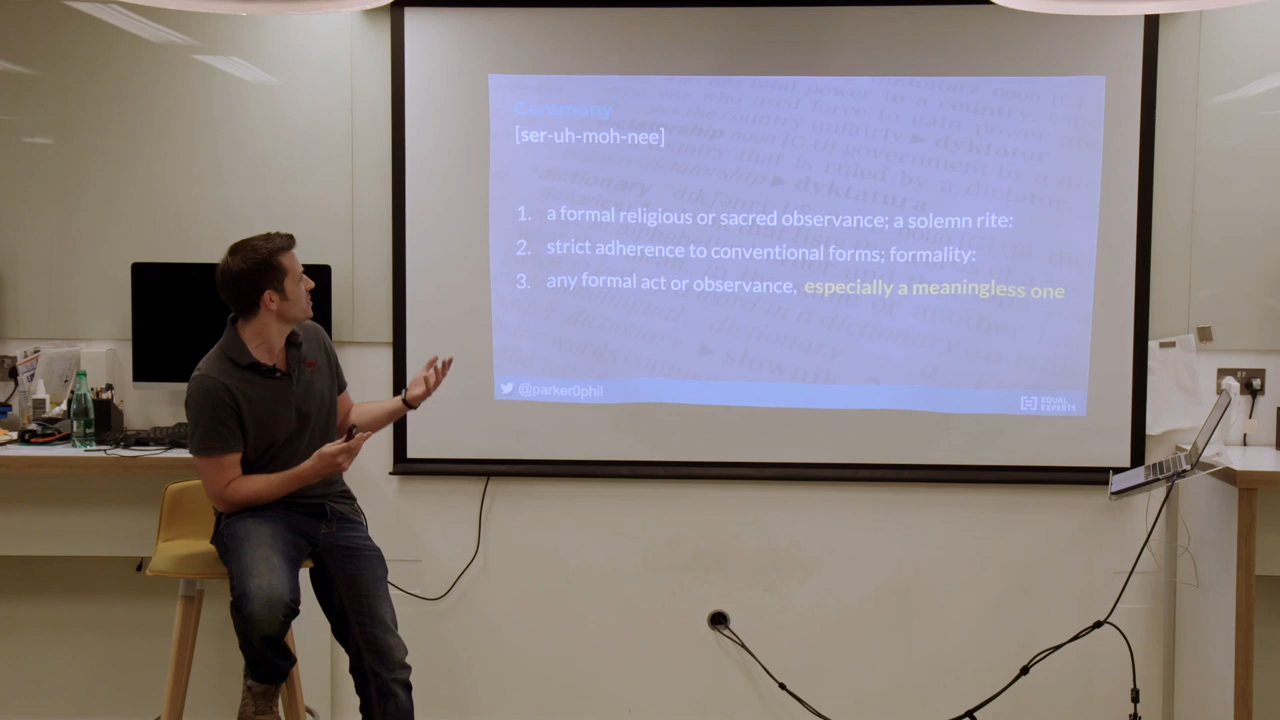 Ceremony
[ser-uh-moh-nee]
1. a formal religious or sacred observance; a solemn rite:
2. strict adherence to conventional forms; formality:
3. any formal act or observance, especially a meaningless one
@parker0phil
EQUAL
EXPERTS